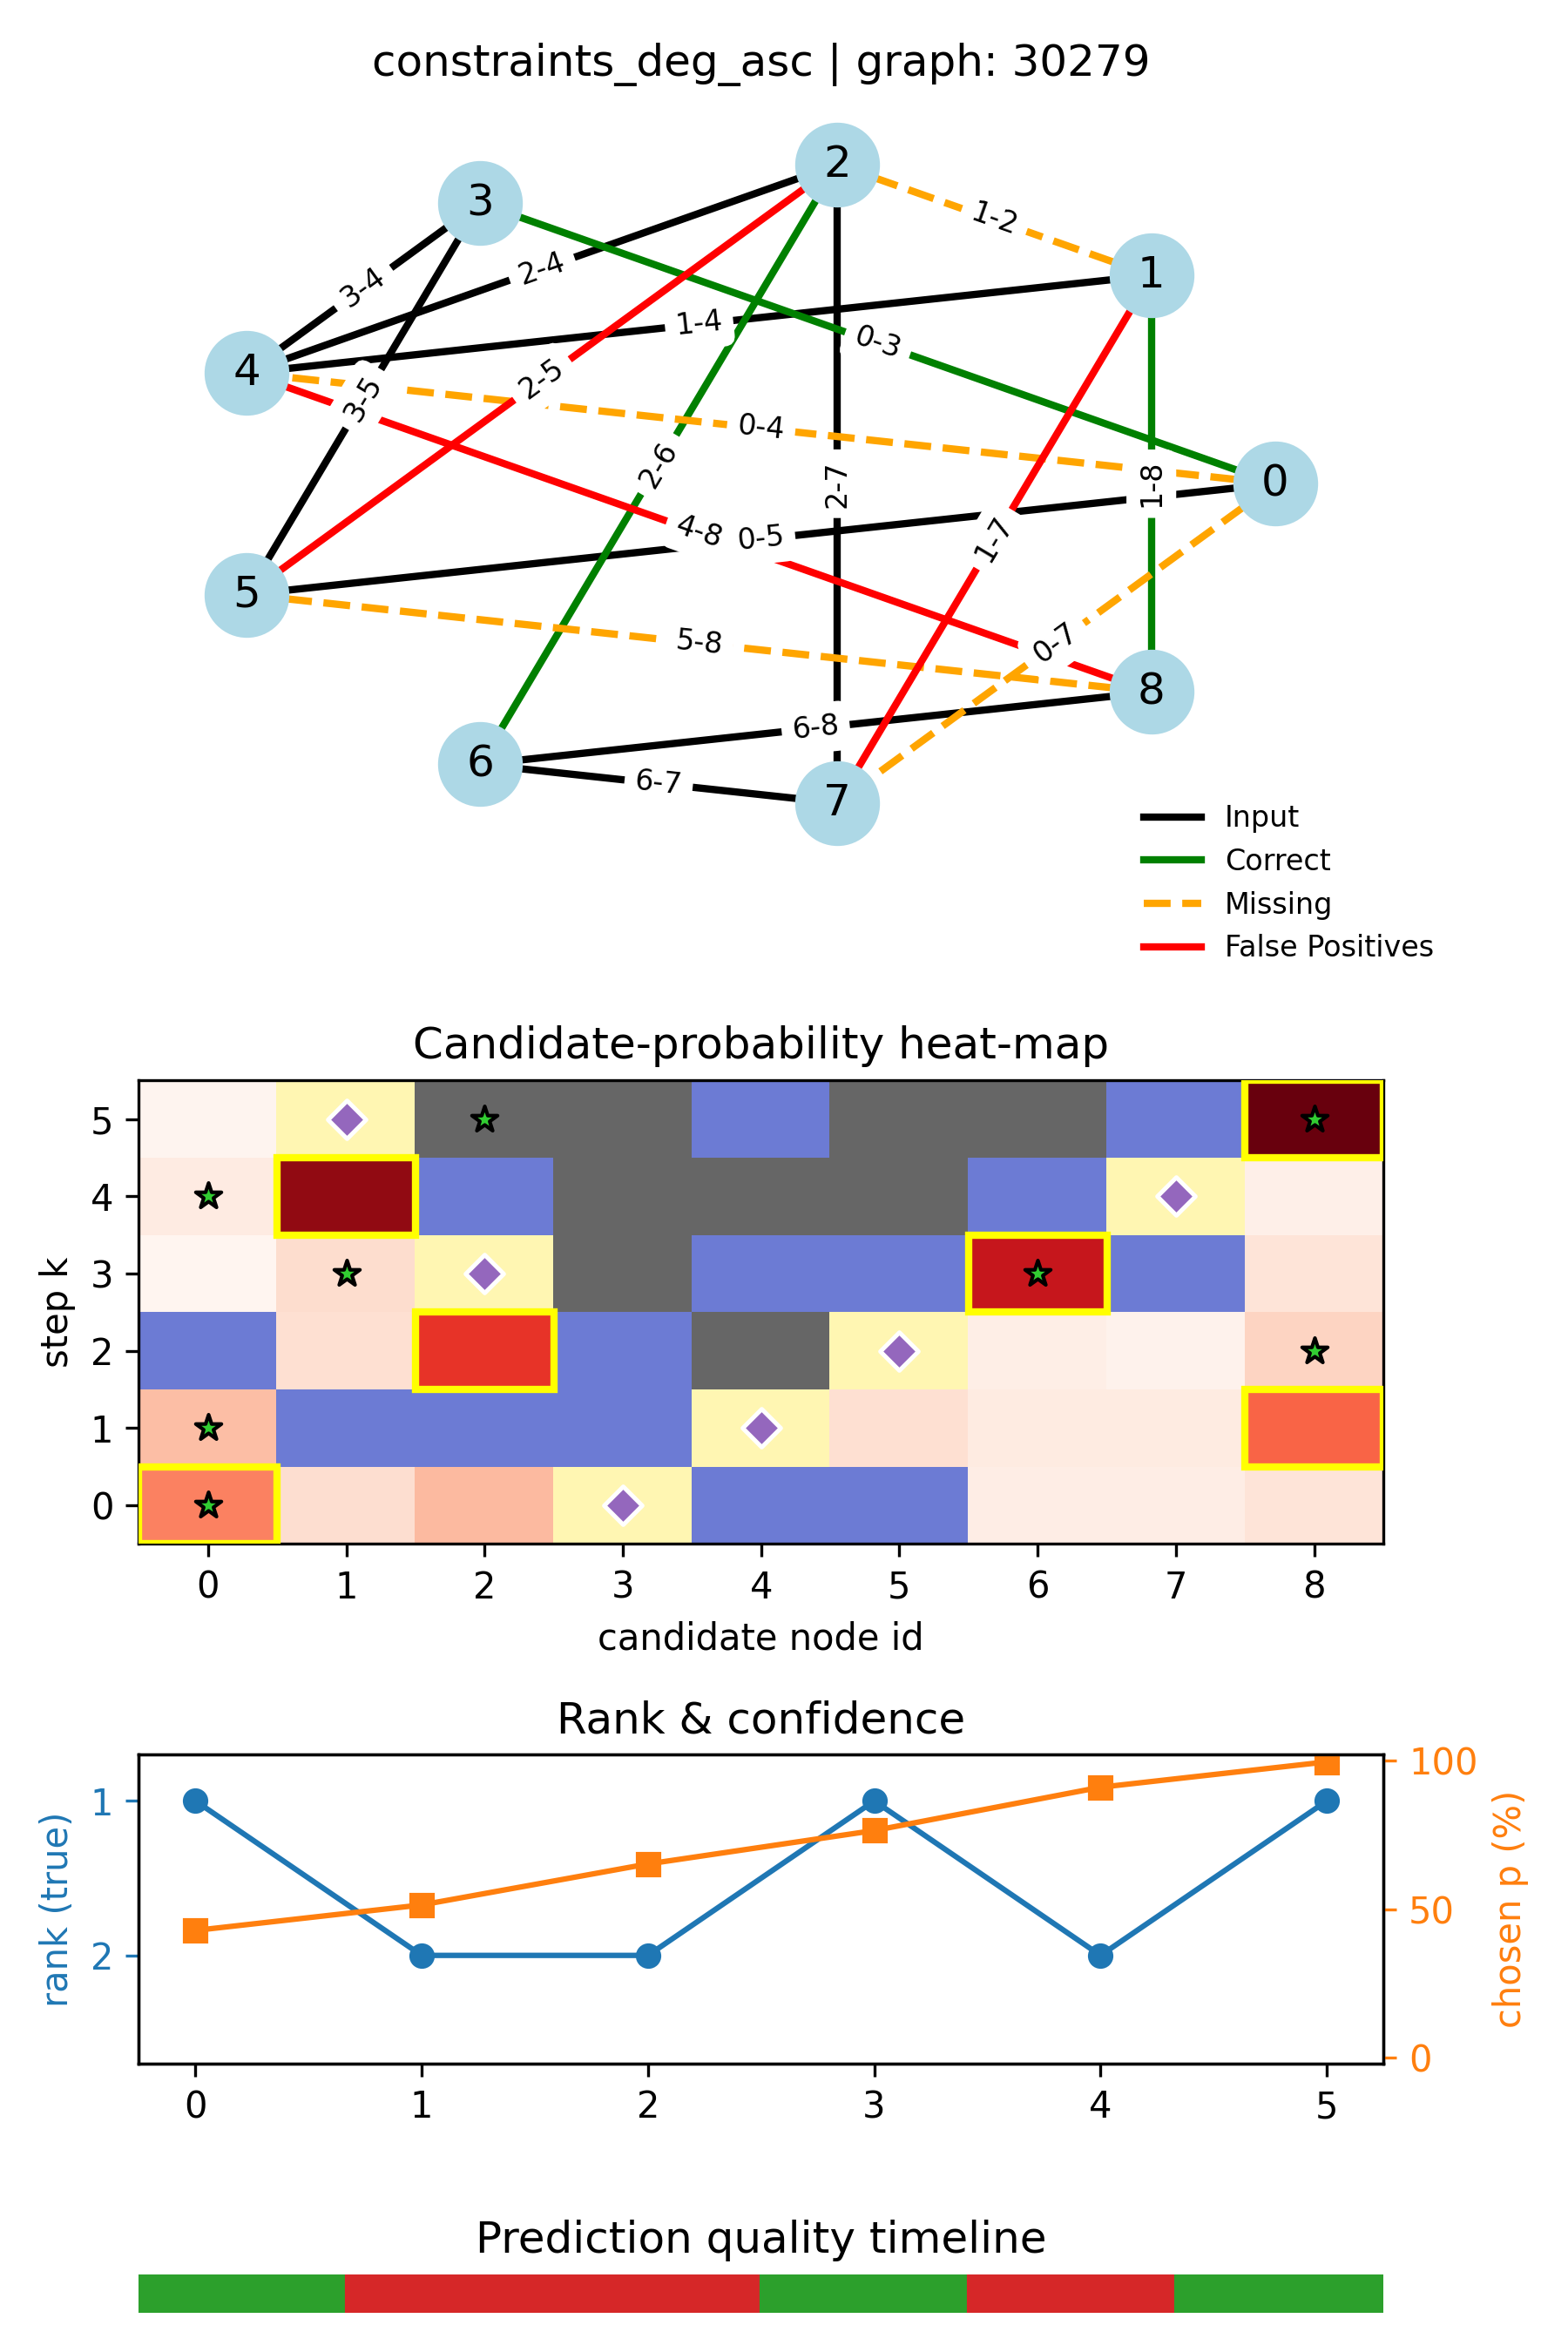 constraints_deg_asc | graph: 30279
2
3
1-2
1
2-4
3-4
1-4
0-3
4
2-5
3-5
0-4
2-6
2-7
1-8
0
4-8
0-5
1-7
5
5-8
0-7
8
6-8
6
6-7
7
Input
Correct
Missing
False Positives
Candidate-probability heat-map
5
4
3
2
1
0
step k
0 1 2 3 4 5 6 7 8
candidate node id
Rank & confidence
1
2
rank (true)
100
50
0
chosen p (%)
0 1 2 3 4 5
Prediction quality timeline